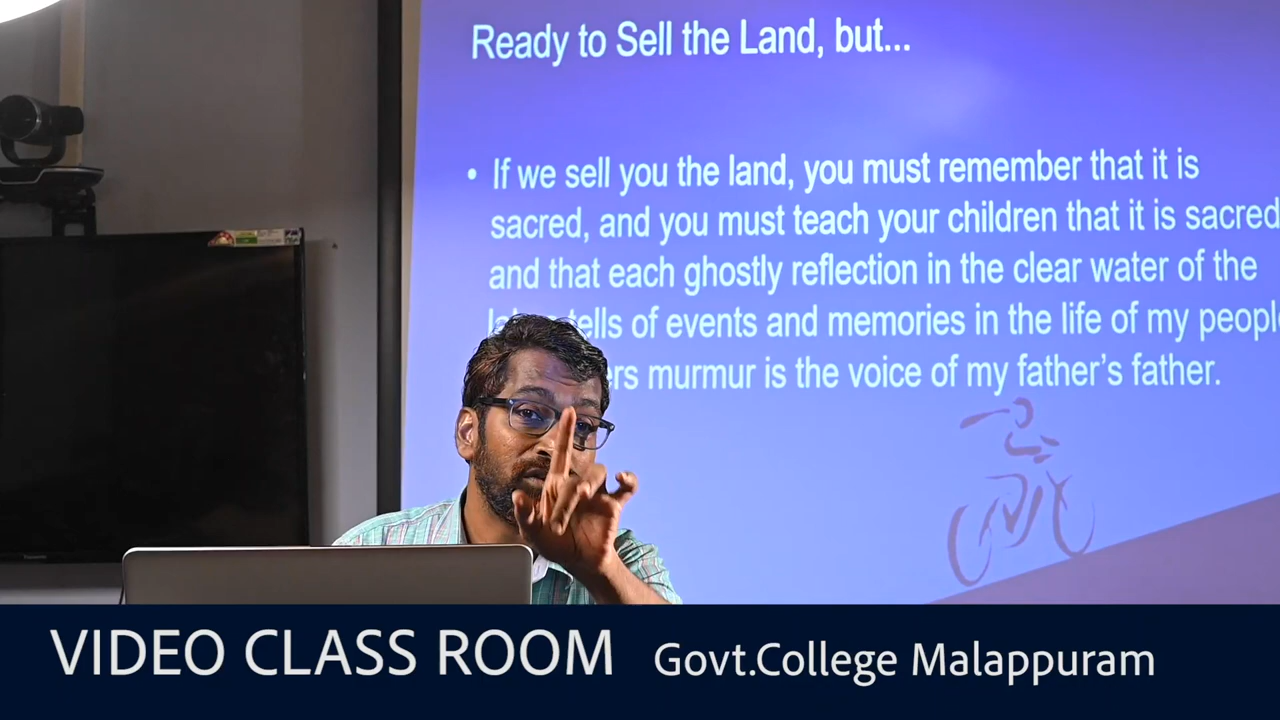 Ready to Sell the Land, but...
• If we sell you the land, you must remember that it is
sacred, and you must teach your children that it is sacred
and that each ghostly reflection in the clear water of the
tells of events and memories in the life of my
murmur is the voice of my father's father.
VIDEO CLASS ROOM Govt.College Malappuram